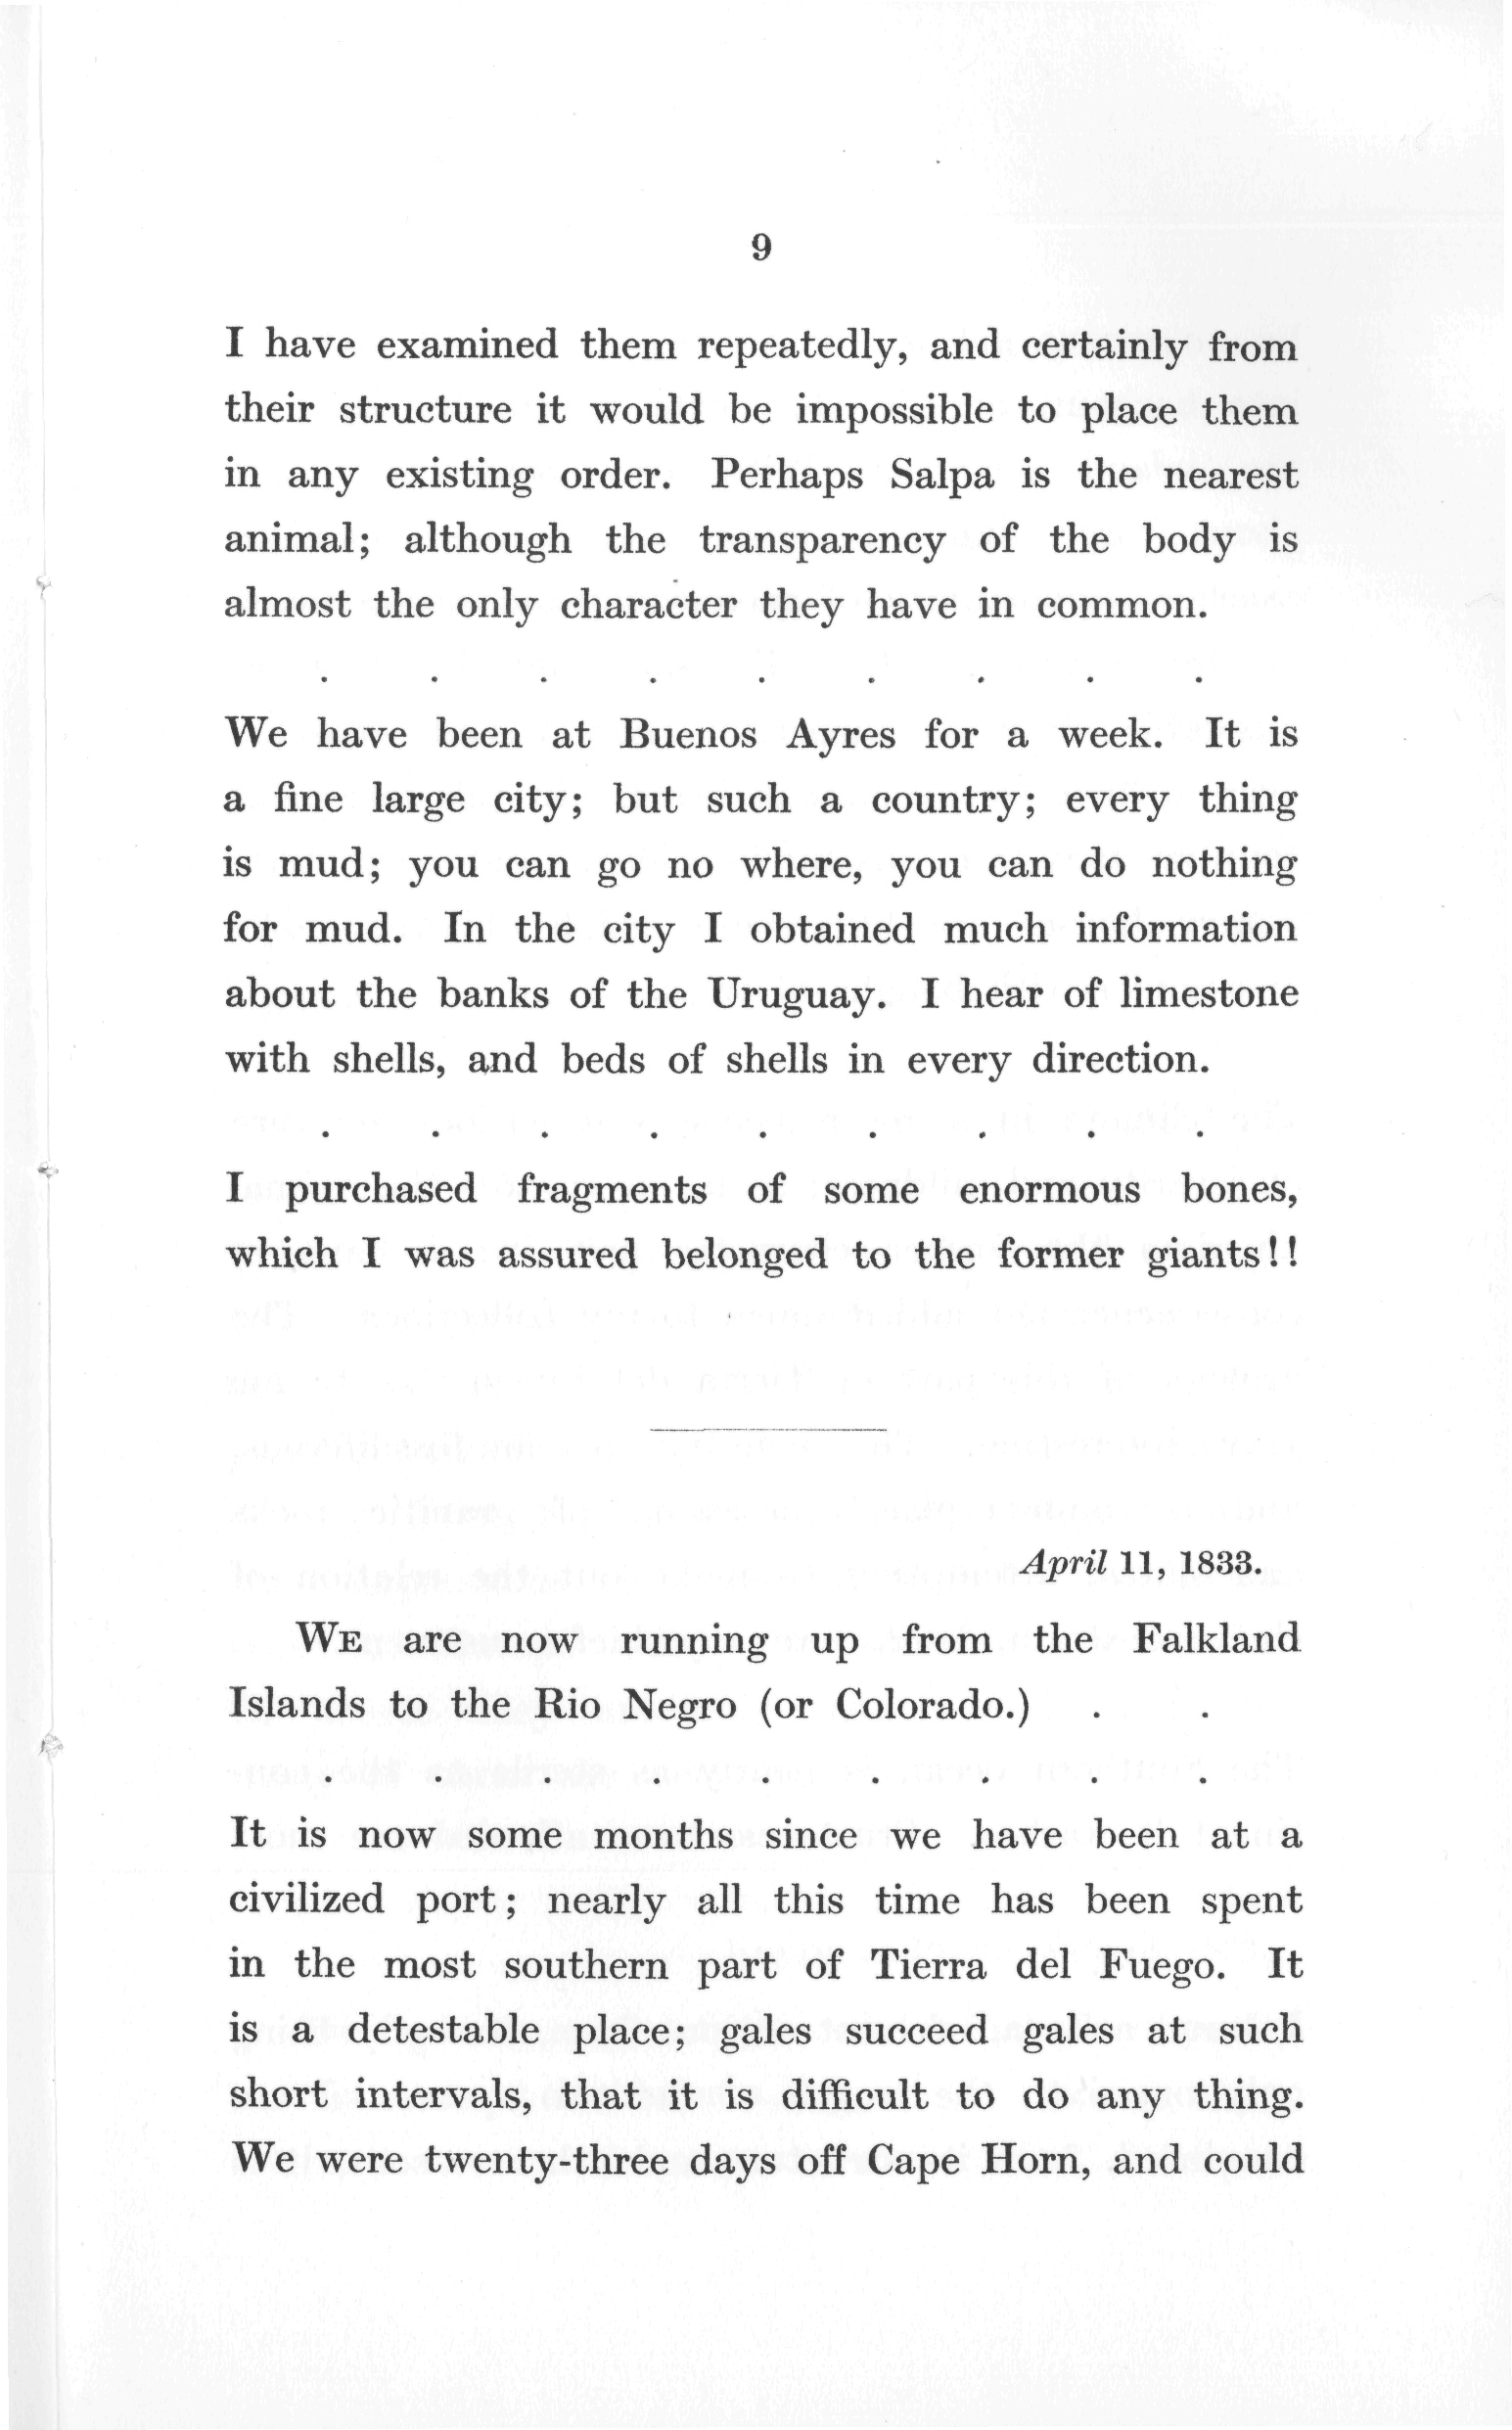 9
I have examined them repeatedly, and certainly from
their structure it would be impossible to place them
in any existing order. Perhaps Salpa is the nearest
animal; although the transparency of the body is
almost the only character they have in common.
. . . . . . . . .
We have been at Buenos Ayres for a week. It is
a fine large city; but such a country; every thing
is mud; you can go no where, you can do nothing
for mud. In the city I obtained much information
about the banks of the Uruguay. I hear of limestone
with shells, and beds of shells in every direction.
. . . . . . . . .
I purchased fragments of some enormous bones,
which I was assured belonged to the former giants!!
April 11, 1833.
WE are now running up from the Falkland
Islands to the Rio Negro (or Colorado.) . .
. . . . . . . . .
It is now some months since we have been at a
civilized port; nearly all this time has been spent
in the most southern part of Tierra del Fuego. It
is a detestable place; gales succeed gales at such
short intervals, that it is difficult to do any thing.
We were twenty-three days off Cape Horn, and could